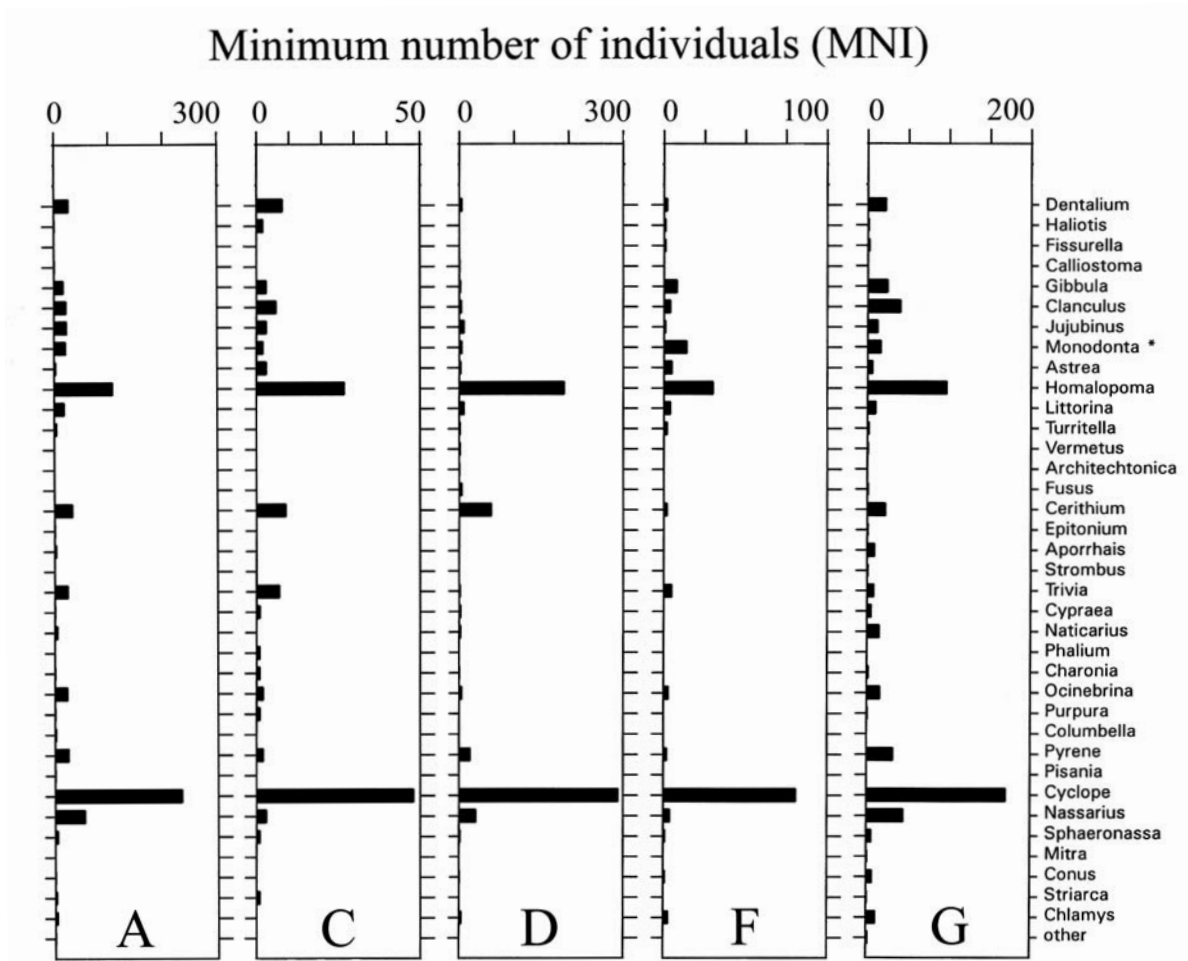 Minimum number of individuals (MNI)
0 300 0 50 0 300 0 100 0 200
Dentalium
Haliotis
Fissurella
Calliostoma
Gibbula
Clanculus
Jujubinus
Monodonta *
Astrea
Homalopoma
Littorina
Turritella
Vermetus
Architechtonica
Fusus
Cerithium
Epitonium
Aporrhais
Strombus
Trivia
Cypraea
Naticarius
Phalium
Charonia
Ocinebrina
Purpura
Columbella
Pyrene
Pisania
Cyclope
Nassarius
Sphaeronassa
Mitra
Conus
Striarca
Chlamys
other
A C D F G